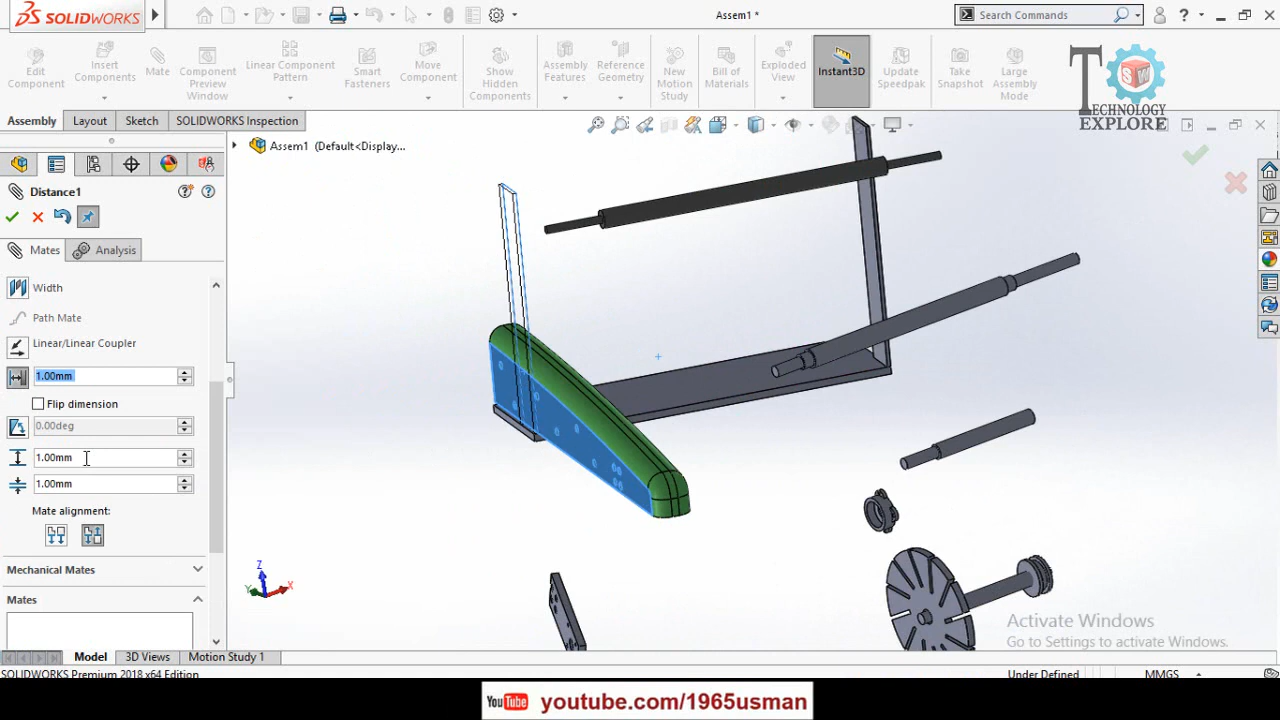 SOLIDWORKS
Assem1 *
Search Commands
Edit Component
Insert Components
Mate
Component Preview Window
Linear Component Pattern
Smart Fasteners
Move Component
Show Hidden Components
Assembly Features
Reference Geometry
New Motion Study
Bill of Materials
Exploded View
Instant3D
Update Speedpak
Take Snapshot
Large Assembly Mode
TECHNOLOGY
EXPLORE
Assembly
Layout
Sketch
SOLIDWORKS Inspection
Assem1 (Default<Display...
Distance1
Mates
Analysis
Width
Path Mate
Linear/Linear Coupler
1.00mm
Flip dimension
0.00deg
1.00mm
1.00mm
Mate alignment:
Mechanical Mates
Mates
Z
Y
X
Activate Windows
Go to Settings to activate Windows.
Model
3D Views
Motion Study 1
SOLIDWORKS Premium 2018 x64 Edition
Under Defined
MMGS
YouTube youtube.com/1965usman